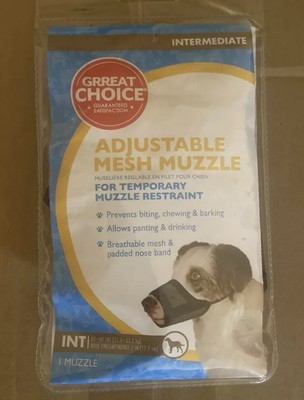 INTERMEDIATE
GRREAT
CHOICE
GUARANTEED
SATISFACTION
ADJUSTABLE
MESH MUZZLE
MUSELIÈRE RÉGLABLE EN FILET POUR CHIEN
FOR TEMPORARY
MUZZLE RESTRAINT
Prevents biting, chewing & barking
Allows panting & drinking
Breathable mesh &
padded nose band
INT
1 MUZZLE